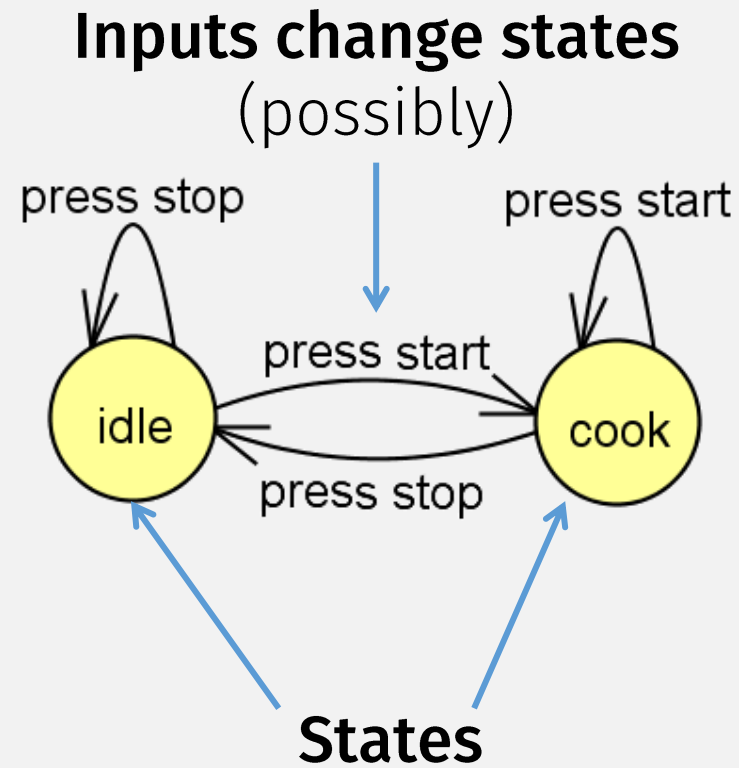 Inputs change states
(possibly)
press stop
press start
press start
idle
cook
press stop
States